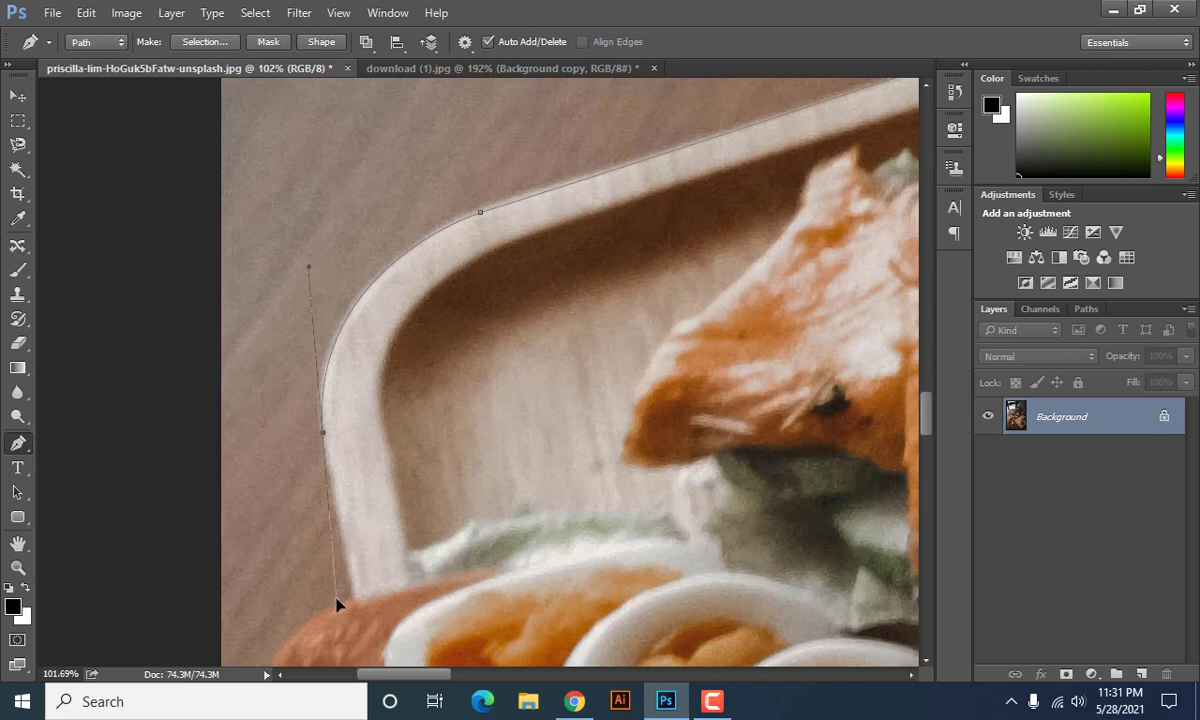 Ps File Edit Image Layer Type Select Filter View Window Help
Path Make: Selection... Mask Shape Auto Add/Delete Align Edges Essentials
priscilla-lim-HoGuk5bFatw-unsplash.jpg @ 102% (RGB/8) * × download (1).jpg @ 192% (Background copy, RGB/8#) * ×
Color Swatches
Adjustments Styles
Add an adjustment
Layers Channels Paths
Kind
Normal Opacity: 100%
Lock: Fill: 100%
Background
T
A
101.69% Doc: 74.3M/74.3M
Search Ai Ps 11:31 PM
5/28/2021